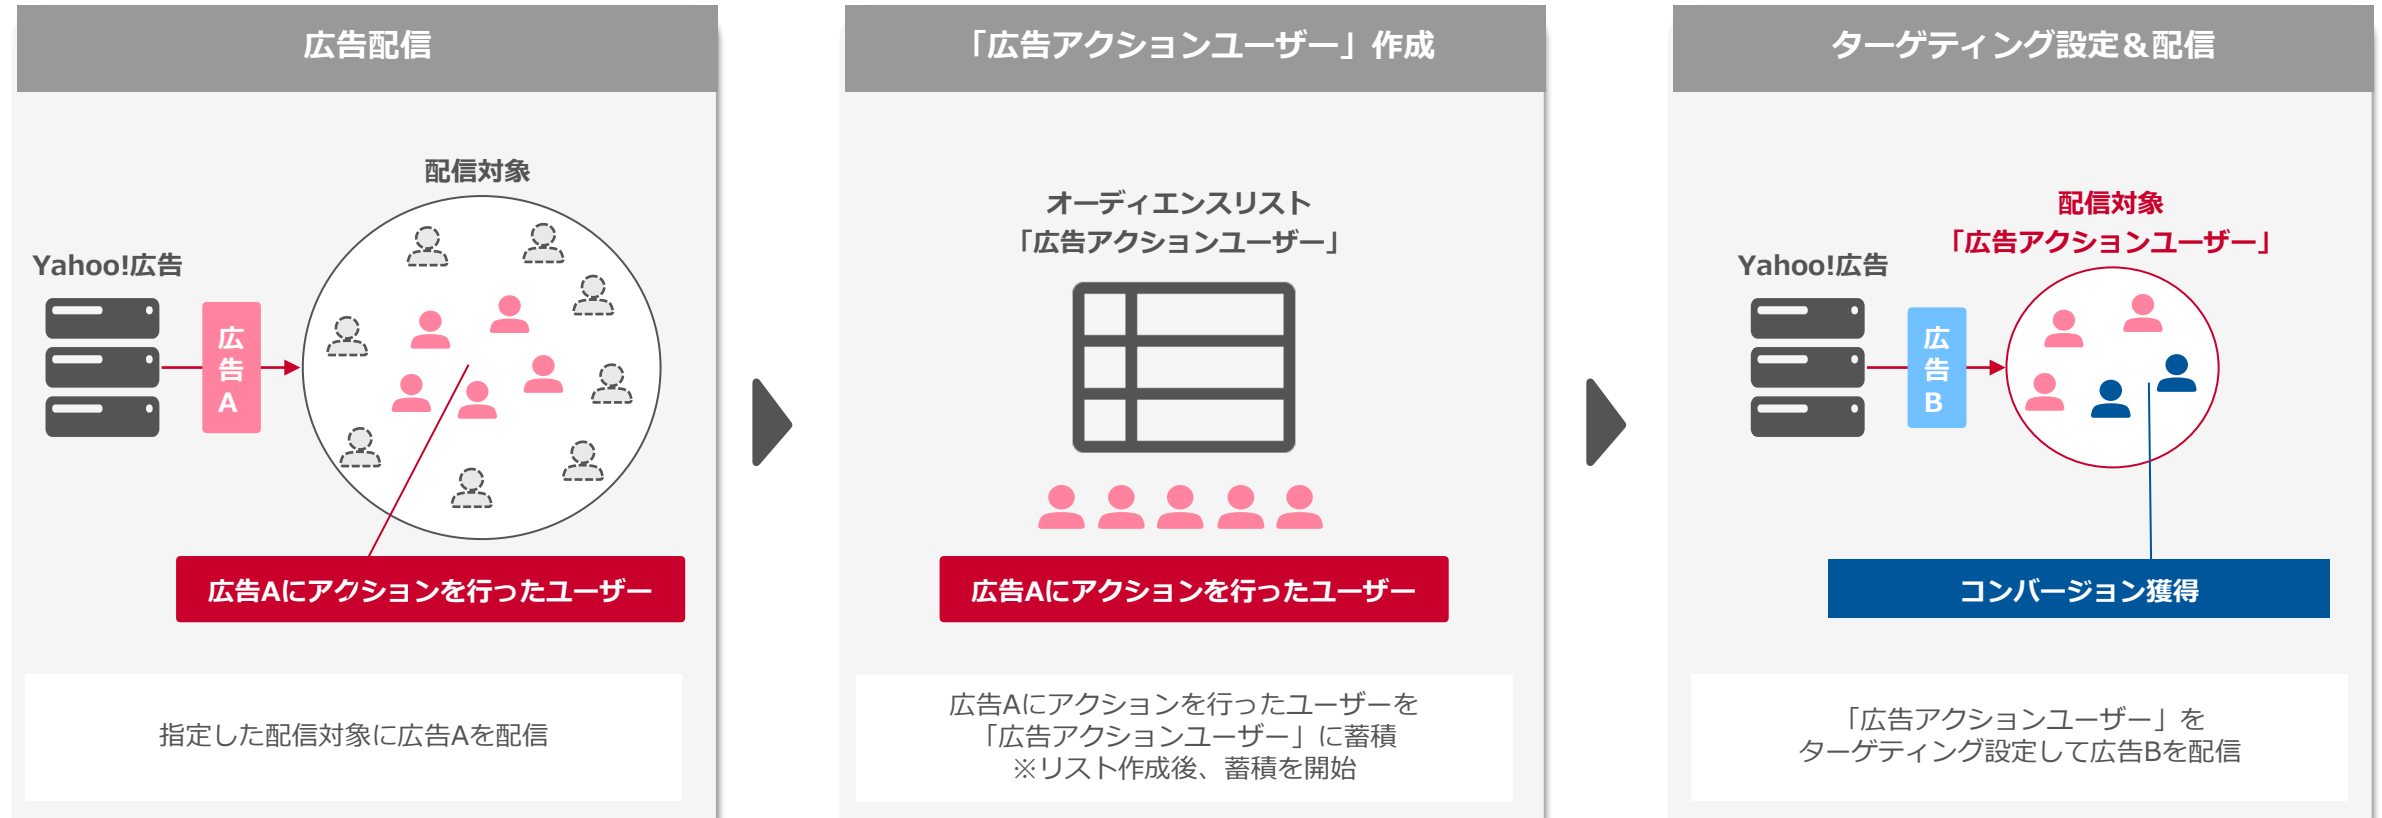 広告配信
配信対象
Yahoo!広告
広告A
広告Aにアクションを行ったユーザー
指定した配信対象に広告Aを配信
「広告アクションユーザー」作成
オーディエンスリスト
「広告アクションユーザー」
広告Aにアクションを行ったユーザー
広告Aにアクションを行ったユーザーを
「広告アクションユーザー」に蓄積
※リスト作成後、蓄積を開始
ターゲティング設定&配信
配信対象
「広告アクションユーザー」
Yahoo!広告
広告B
コンバージョン獲得
「広告アクションユーザー」を
ターゲティング設定して広告Bを配信